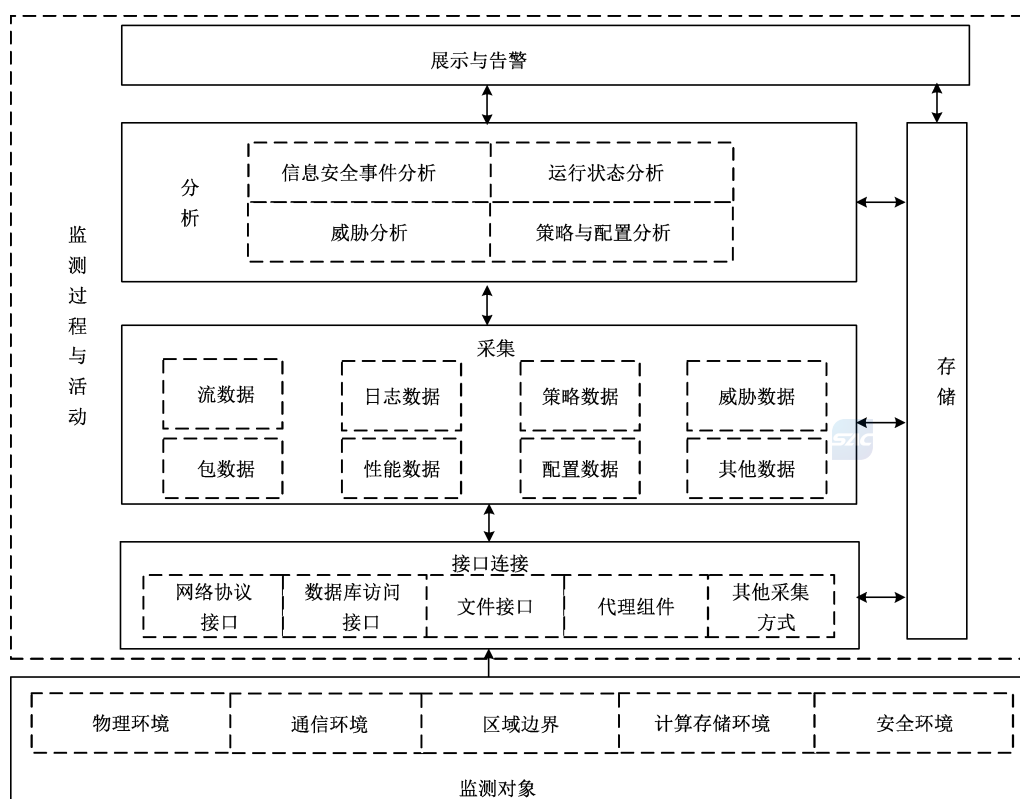 展示与告警
监测过程与活动
分析
信息安全事件分析
运行状态分析
威胁分析
策略与配置分析
存储
采集
流数据
日志数据
策略数据
威胁数据
包数据
性能数据
配置数据
其他数据
SZC
接口连接
网络协议
接口
数据库访问
接口
文件接口
代理组件
其他采集
方式
物理环境
通信环境
区域边界
计算存储环境
安全环境
监测对象